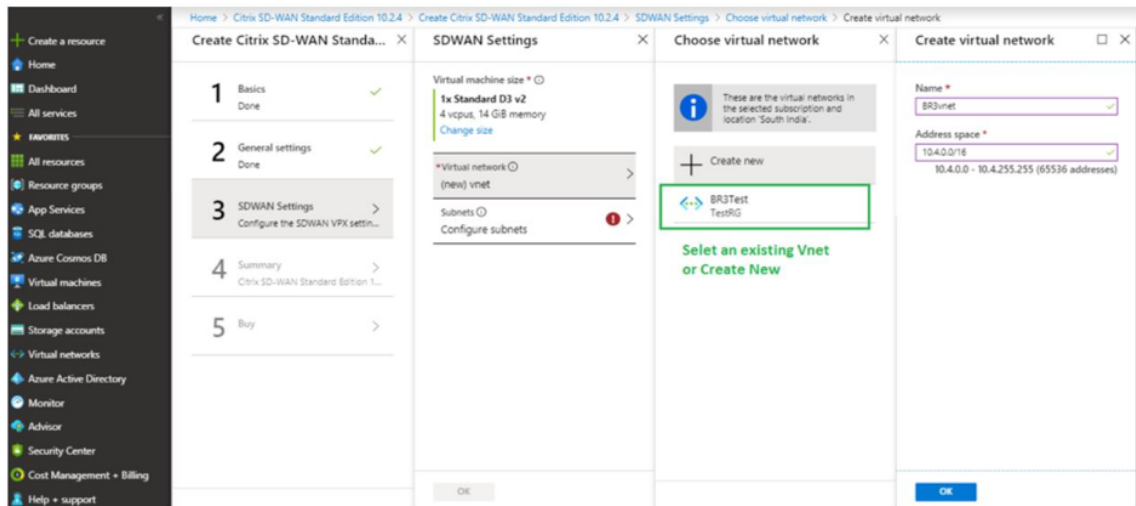 Home > Citrix SD-WAN Standard Edition 10.2.4 > Create Citrix SD-WAN Standard Edition 10.2.4 > SDWAN Settings > Choose virtual network > Create virtual network
Create a resource
Home
Dashboard
All services
FAVORITES
All resources
Resource groups
App Services
SQL databases
Azure Cosmos DB
Virtual machines
Load balancers
Storage accounts
Virtual networks
Azure Active Directory
Monitor
Advisor
Security Center
Cost Management + Billing
Help + support
Create Citrix SD-WAN Standa...
1 Basics
Done
2 General settings
Done
3 SDWAN Settings
Configure the SDWAN VPX settin...
4 Summary
Citrix SD-WAN Standard Edition 1...
5 Buy
SDWAN Settings
Virtual machine size *
1x Standard D3 v2
4 vcpus, 14 GiB memory
Change size
*Virtual network
(new) vnet
Subnets
Configure subnets
OK
Choose virtual network
These are the virtual networks in
the selected subscription and
location 'South India'.
Create new
BR3Test
TestRG
Selet an existing Vnet
or Create New
Create virtual network
Name *
BR3vnet
Address space *
10.4.0.0/16
10.4.0.0 - 10.4.255.255 (65536 addresses)
OK